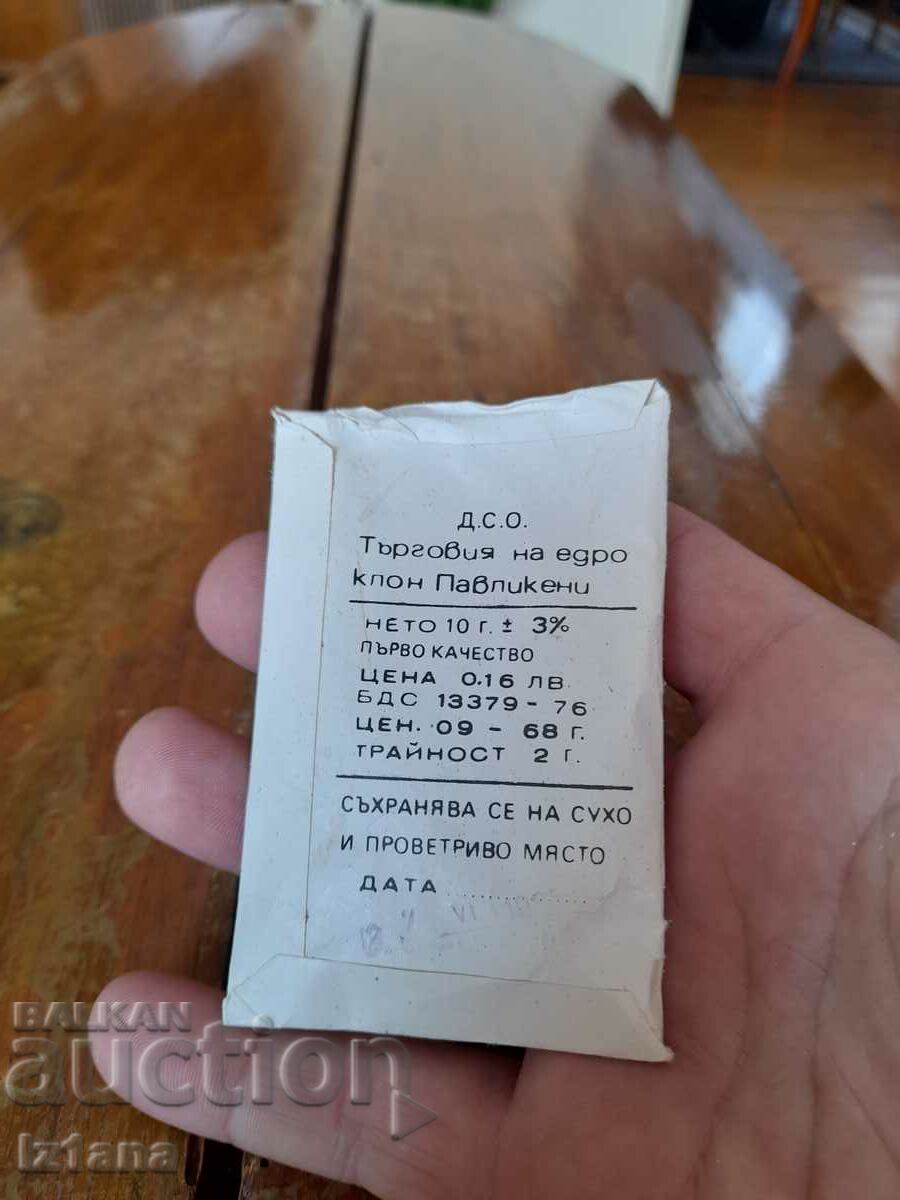 Д.С.О.
Търговия на едро
клон Павликени
НЕТО 10 Г. ± 3%
ПЪРВО КАЧЕСТВО
ЦЕНА 0.16 ЛВ.
БДС 13379 - 76
ЦЕН. 09 - 68 Г.
ТРАЙНОСТ 2 Г.
СЪХРАНЯВА СЕ НА СУХО
И ПРОВЕТРИВО МЯСТО
ДАТА ..............
BALKAN
auction
iz1ana